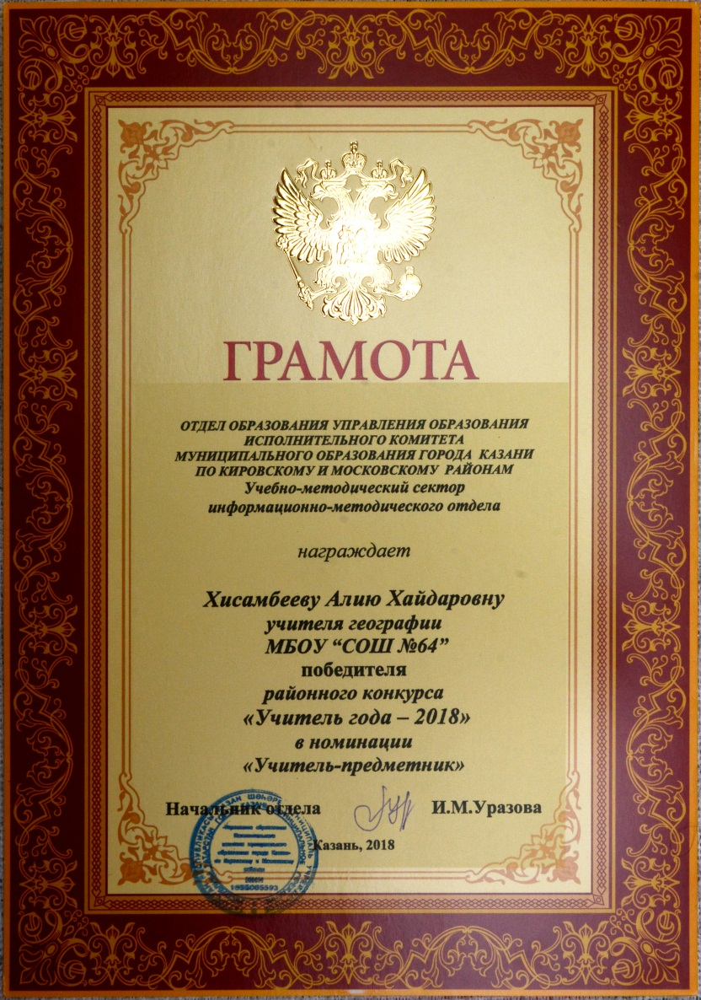 ГРАМОТА
ОТДЕЛ ОБРАЗОВАНИЯ УПРАВЛЕНИЯ ОБРАЗОВАНИЯ
ИСПОЛНИТЕЛЬНОГО КОМИТЕТА
МУНИЦИПАЛЬНОГО ОБРАЗОВАНИЯ ГОРОДА КАЗАНИ
ПО КИРОВСКОМУ И МОСКОВСКОМУ РАЙОНАМ
Учебно-методический сектор
информационно-методического отдела
награждает
Хисамбееву Алию Хайдаровну
учителя географии
МБОУ “СОШ №64”
победителя
районного конкурса
«Учитель года – 2018»
в номинации
«Учитель-предметник»
Начальник отдела И.М.Уразова
Казань, 2018